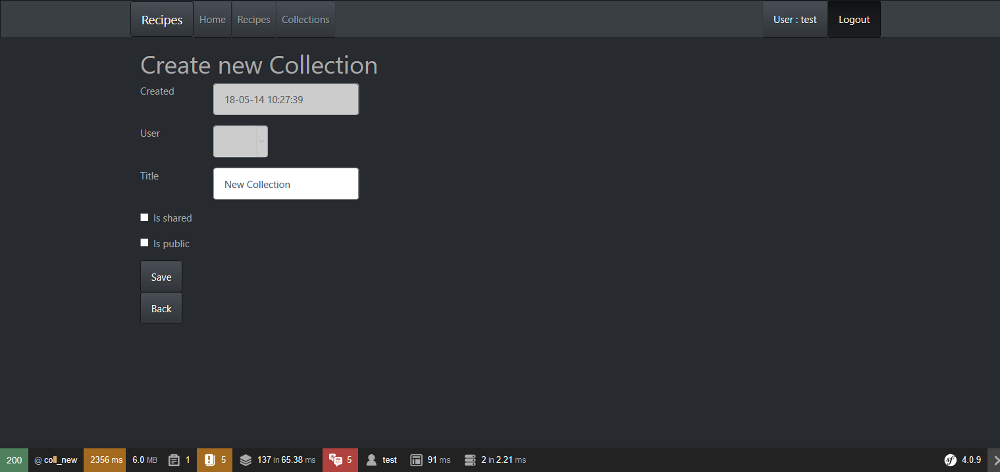 Recipes Home Recipes Collections User : test Logout
Create new Collection
Created 18-05-14 10:27:39
User
Title New Collection
Is shared
Is public
Save
Back
200 @ coll_new 2356 ms 6.0 MB 1 5 137 in 65.38 ms 5 test 91 ms 2 in 2.21 ms sf 4.0.9